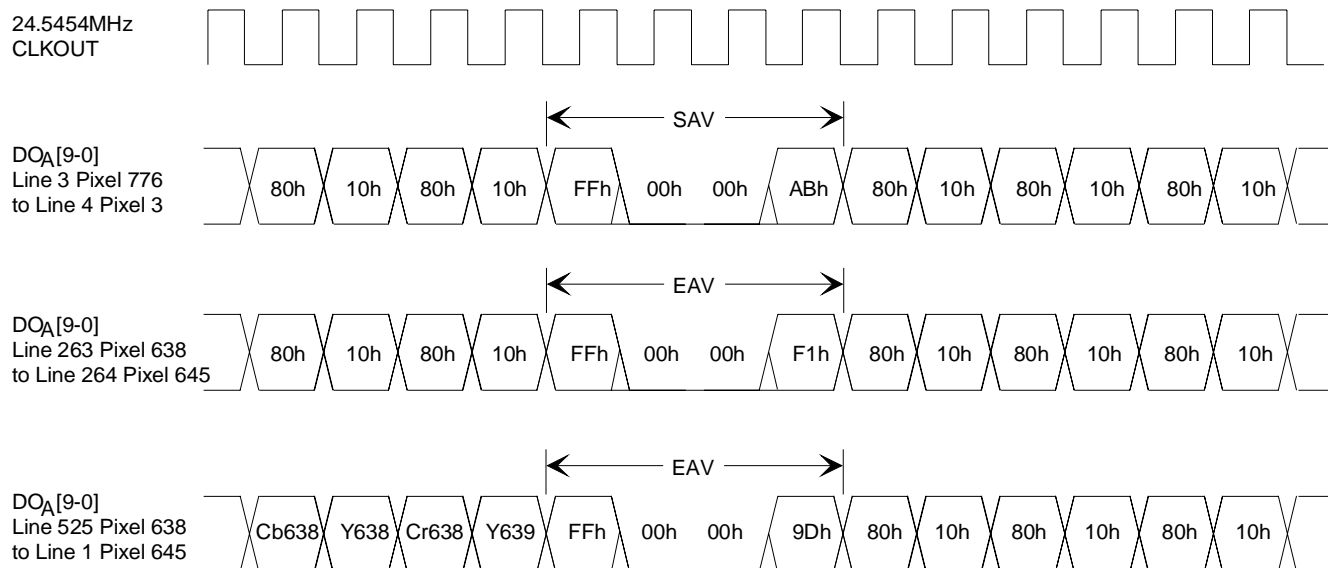 24.5454MHz
CLKOUT
SAV
DOA[9-0]
Line 3 Pixel 776
to Line 4 Pixel 3
80h 10h 80h 10h FFh 00h 00h ABh 80h 10h 80h 10h 80h 10h
EAV
DOA[9-0]
Line 263 Pixel 638
to Line 264 Pixel 645
80h 10h 80h 10h FFh 00h 00h F1h 80h 10h 80h 10h 80h 10h
EAV
DOA[9-0]
Line 525 Pixel 638
to Line 1 Pixel 645
Cb638 Y638 Cr638 Y639 FFh 00h 00h 9Dh 80h 10h 80h 10h 80h 10h